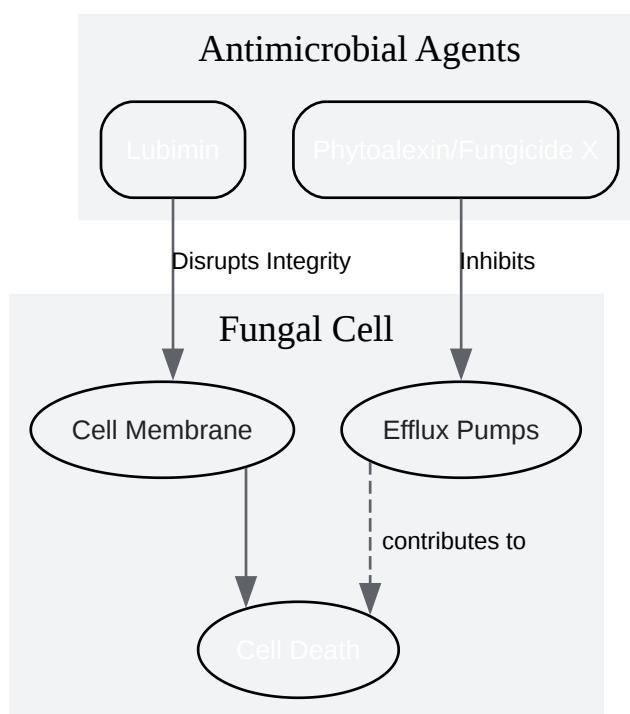 Antimicrobial Agents
Lubimin
Phytoalexin/Fungicide X
Disrupts Integrity
Inhibits
Fungal Cell
Cell Membrane
Efflux Pumps
contributes to
Cell Death